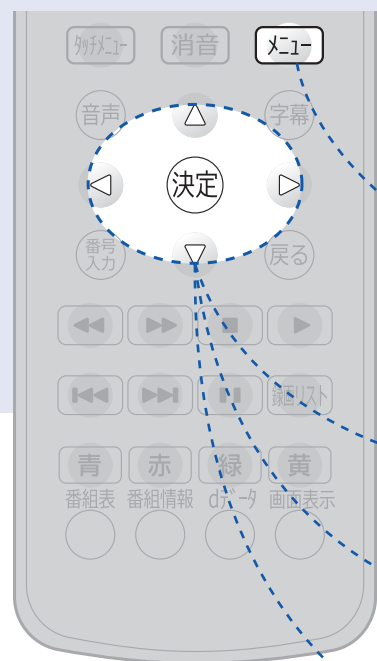 ﾀｯﾁﾒﾆｭｰ 消音 ﾒﾆｭｰ
音声 字幕
決定
番号
入力
戻る
録画ﾘｽﾄ
青 赤 緑 黄
番組表 番組情報 dデータ 画面表示